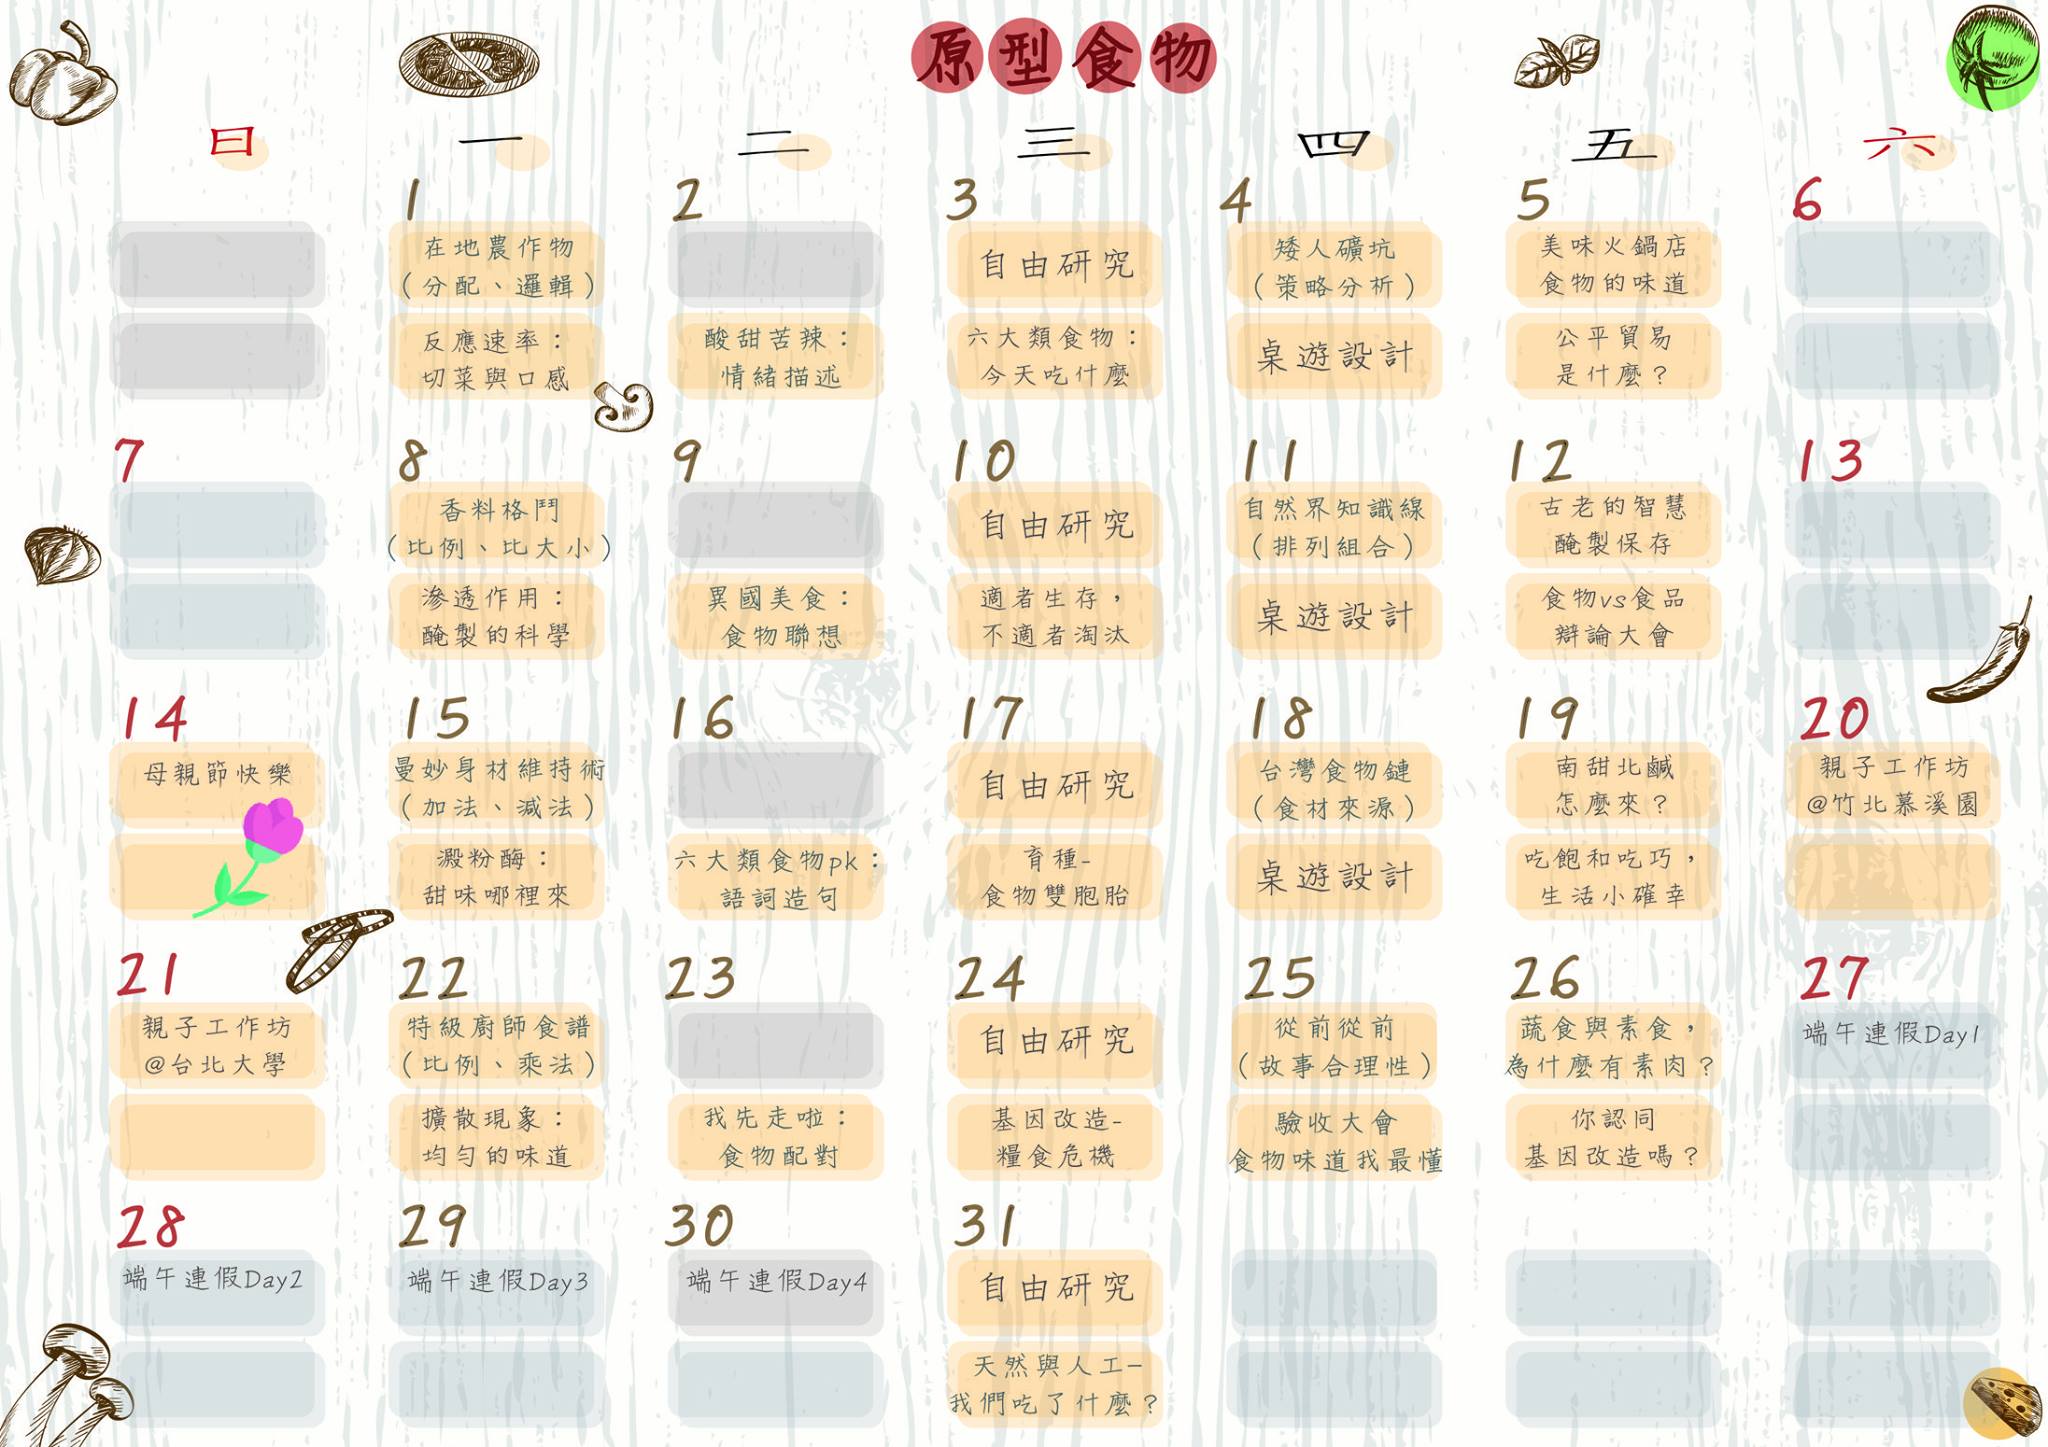 原型食物
日 一 二 三 四 五 六
1 2 3 4 5 6
在地農作物
（分配、邏輯）
自由研究
矮人礦坑
（策略分析）
美味火鍋店
食物的味道
反應速率：
切菜與口感
酸甜苦辣：
情緒描述
六大類食物：
今天吃什麼
桌遊設計
公平貿易
是什麼？
7 8 9 10 11 12 13
香料格鬥
（比例、比大小）
自由研究
自然界知識線
（排列組合）
古老的智慧
醃製保存
滲透作用：
醃製的科學
異國美食：
食物聯想
適者生存，
不適者淘汰
桌遊設計
食物vs食品
辯論大會
14 15 16 17 18 19 20
母親節快樂
曼妙身材維持術
（加法、減法）
自由研究
台灣食物鏈
（食材來源）
南甜北鹹
怎麼來？
親子工作坊
@竹北慕溪園
澱粉酶：
甜味哪裡來
六大類食物pk：
語詞造句
育種-
食物雙胞胎
桌遊設計
吃飽和吃巧，
生活小確幸
21 22 23 24 25 26 27
親子工作坊
@台北大學
特級廚師食譜
（比例、乘法）
自由研究
從前從前
（故事合理性）
蔬食與素食，
為什麼有素肉？
端午連假Day1
擴散現象：
均勻的味道
我先走啦：
食物配對
基因改造-
糧食危機
驗收大會
食物味道我最懂
你認同
基因改造嗎？
28 29 30 31
端午連假Day2
端午連假Day3
端午連假Day4
自由研究
天然與人工-
我們吃了什麼？